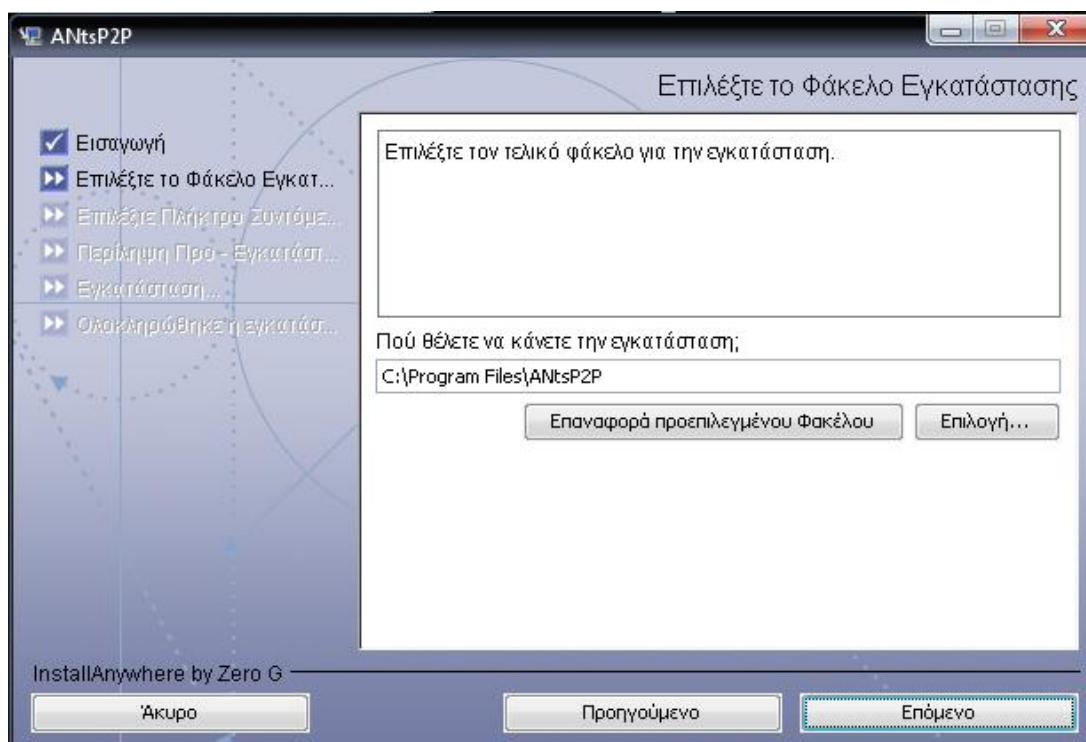 ANtsP2P
Επιλέξτε το Φάκελο Εγκατάστασης
Εισαγωγή
Επιλέξτε το Φάκελο Εγκατ...
Επιλέξτε Πλήκτρο Συντόμε...
Περίληψη Προ - Εγκατάστ...
Εγκατάσταση...
Ολοκληρώθηκε η εγκατάσ...
Επιλέξτε τον τελικό φάκελο για την εγκατάσταση.
Πού θέλετε να κάνετε την εγκατάσταση;
C:\Program Files\ANtsP2P
Επαναφορά προεπιλεγμένου Φακέλου Επιλογή...
InstallAnywhere by Zero G
Άκυρο Προηγούμενο Επόμενο